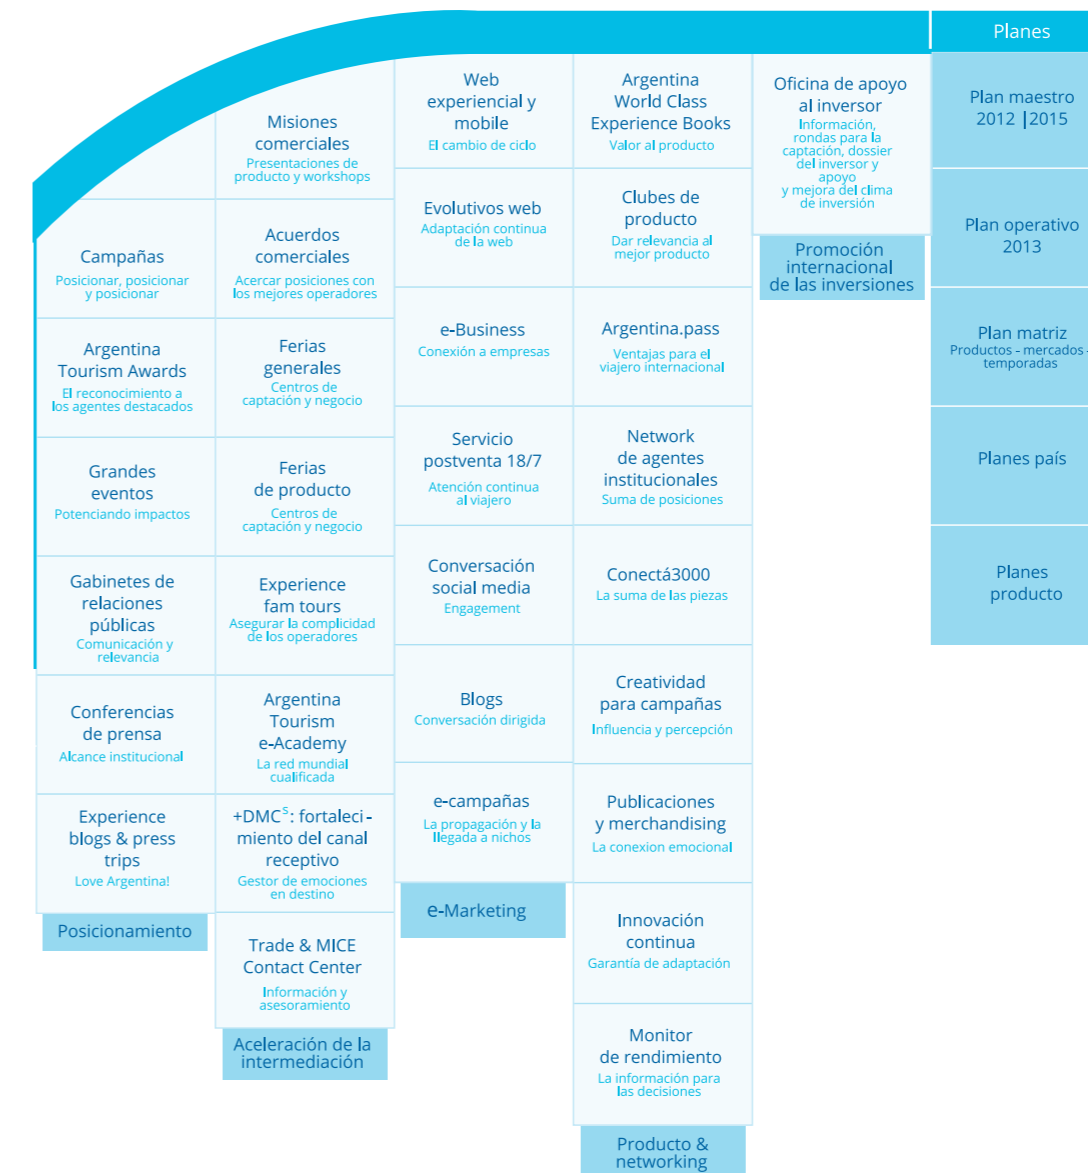 Campañas
Posicionar, posicionar
y posicionar
Argentina
Tourism Awards
El reconocimiento a
los agentes destacados
Grandes
eventos
Potenciando impactos
Gabinetes de
relaciones
públicas
Comunicación y
relevancia
Conferencias
de prensa
Alcance institucional
Experience
blogs & press
trips
Love Argentina!
Posicionamiento
Misiones
comerciales
Presentaciones de
producto y workshops
Acuerdos
comerciales
Acercar posiciones con
los mejores operadores
Ferias
generales
Centros de
captación y negocio
Ferias
de producto
Centros de
captación y negocio
Experience
fam tours
Asegurar la complicidad
de los operadores
Argentina
Tourism
e-Academy
La red mundial
cualificada
+DMCs: fortaleci-
miento del canal
receptivo
Gestor de emociones
en destino
Trade & MICE
Contact Center
Información y
asesoramiento
Aceleración de la
intermediación
Web
experiencial y
mobile
El cambio de ciclo
Evolutivos web
Adaptación continua
de la web
e-Business
Conexión a empresas
Servicio
postventa 18/7
Atención continua
al viajero
Conversación
social media
Engagement
Blogs
Conversación dirigida
e-campañas
La propagación y la
llegada a nichos
e-Marketing
Argentina
World Class
Experience Books
Valor al producto
Clubes de
producto
Dar relevancia al
mejor producto
Argentina.pass
Ventajas para el
viajero internacional
Network
de agentes
institucionales
Suma de posiciones
Conectá3000
La suma de las piezas
Creatividad
para campañas
Influencia y percepción
Publicaciones
y merchandising
La conexion emocional
Innovación
continua
Garantía de adaptación
Monitor
de rendimiento
La información para
las decisiones
Producto &
networking
Oficina de apoyo
al inversor
Información,
rondas para la
captación, dossier
del inversor y
apoyo
y mejora del clima
de inversión
Promoción
internacional
de las inversiones
Planes
Plan maestro
2012 |2015
Plan operativo
2013
Plan matriz
Productos - mercados -
temporadas
Planes país
Planes
producto